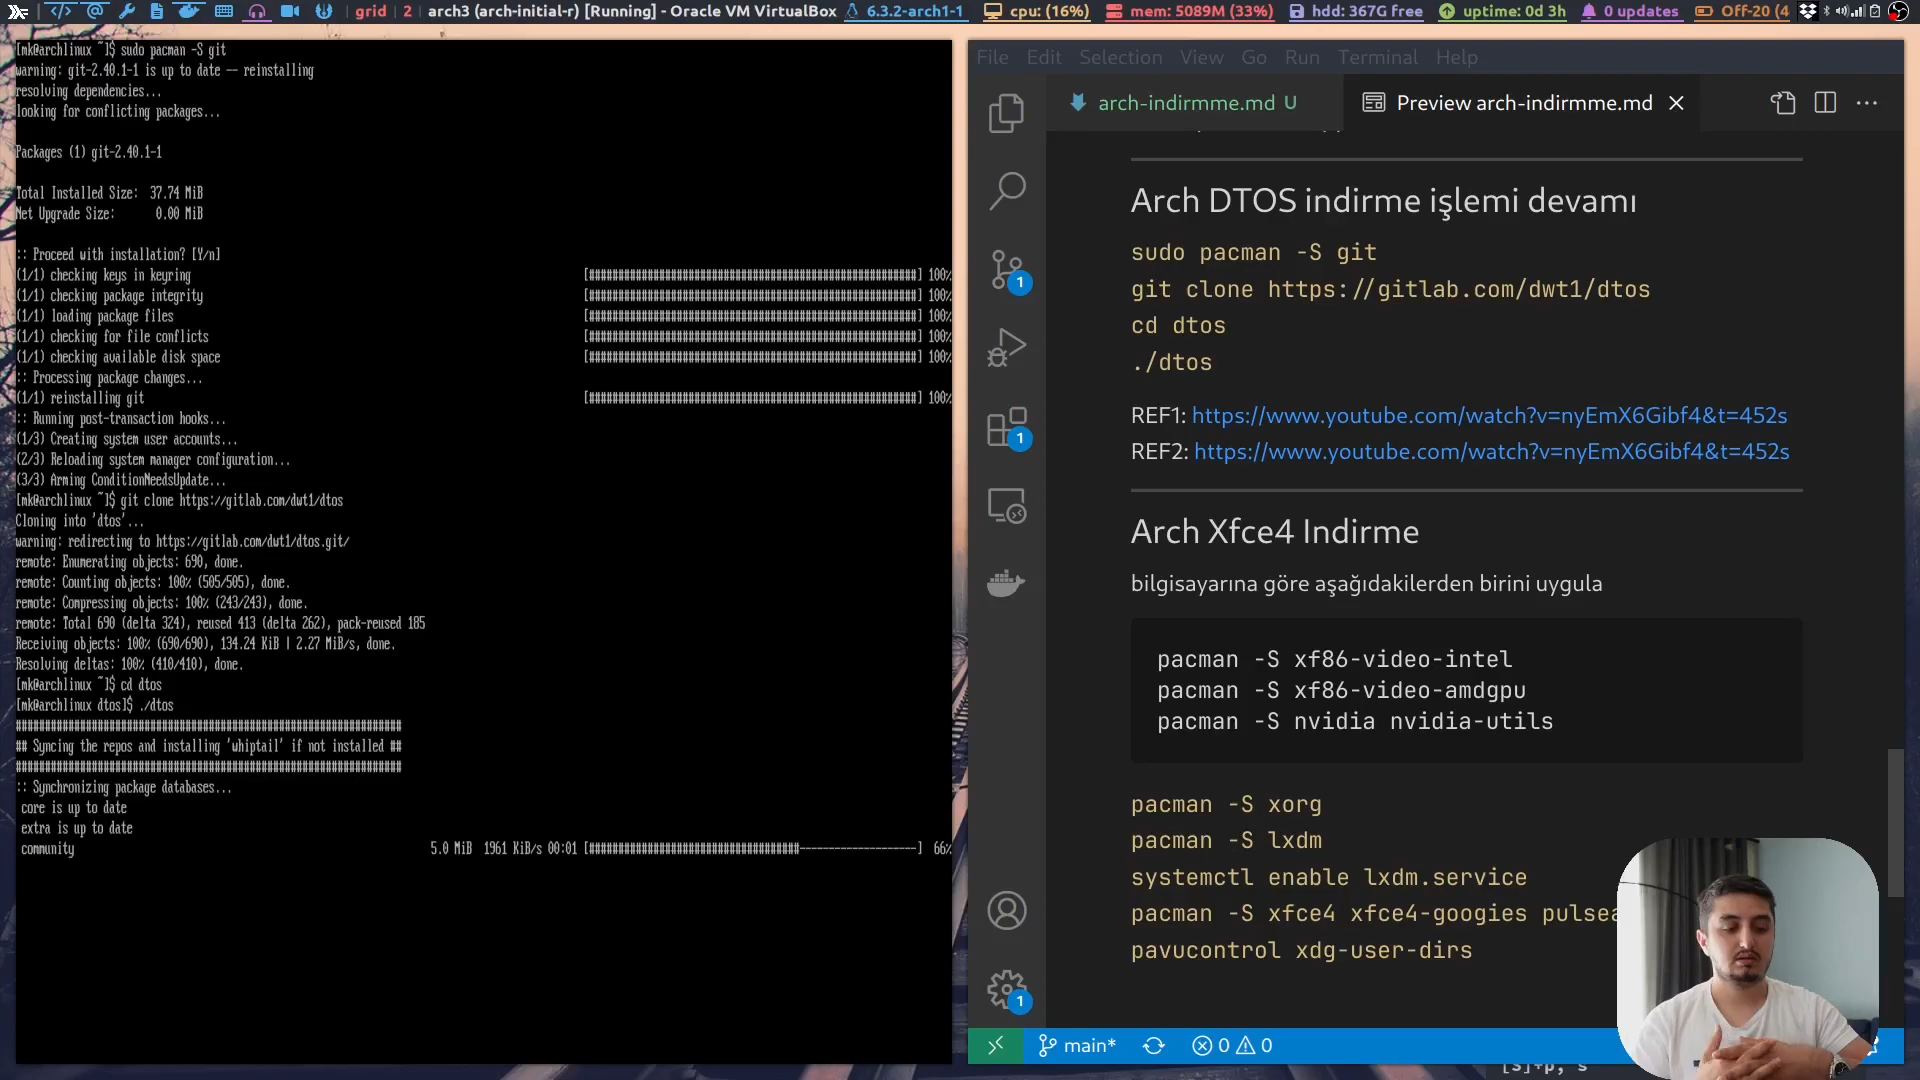 grid | 2 arch3 (arch-initial-r) [Running] - Oracle VM VirtualBox 6.3.2-arch1-1 cpu: (16%) mem: 5089M (33%) hdd: 367G free uptime: 0d 3h 0 updates Off-20 (4
[mk@archlinux ~]$ sudo pacman -S git
warning: git-2.40.1-1 is up to date -- reinstalling
resolving dependencies...
looking for conflicting packages...
Packages (1) git-2.40.1-1
Total Installed Size: 37.74 MiB
Net Upgrade Size: 0.00 MiB
:: Proceed with installation? [Y/n]
(1/1) checking keys in keyring [########################################################] 100%
(1/1) checking package integrity [########################################################] 100%
(1/1) loading package files [########################################################] 100%
(1/1) checking for file conflicts [########################################################] 100%
(1/1) checking available disk space [########################################################] 100%
:: Processing package changes...
(1/1) reinstalling git [########################################################] 100%
:: Running post-transaction hooks...
(1/3) Creating system user accounts...
(2/3) Reloading system manager configuration...
(3/3) Arming ConditionNeedsUpdate...
[mk@archlinux ~]$ git clone https://gitlab.com/dwt1/dtos
Cloning into 'dtos'...
warning: redirecting to https://gitlab.com/dwt1/dtos.git/
remote: Enumerating objects: 690, done.
remote: Counting objects: 100% (505/505), done.
remote: Compressing objects: 100% (243/243), done.
remote: Total 690 (delta 324), reused 413 (delta 262), pack-reused 185
Receiving objects: 100% (690/690), 134.24 KiB | 2.27 MiB/s, done.
Resolving deltas: 100% (410/410), done.
[mk@archlinux ~]$ cd dtos
[mk@archlinux dtos]$ ./dtos
#################################################################
## Syncing the repos and installing 'whiptail' if not installed ##
#################################################################
:: Synchronizing package databases...
core is up to date
extra is up to date
community 5.0 MiB 1961 KiB/s 00:01 [####################################--------------------] 66%
File Edit Selection View Go Run Terminal Help
arch-indirmme.md U Preview arch-indirmme.md
Arch DTOS indirme işlemi devamı
sudo pacman -S git
git clone https://gitlab.com/dwt1/dtos
cd dtos
./dtos
REF1: https://www.youtube.com/watch?v=nyEmX6Gibf4&t=452s
REF2: https://www.youtube.com/watch?v=nyEmX6Gibf4&t=452s
Arch Xfce4 Indirme
bilgisayarına göre aşağıdakilerden birini uygula
pacman -S xf86-video-intel
pacman -S xf86-video-amdgpu
pacman -S nvidia nvidia-utils
pacman -S xorg
pacman -S lxdm
systemctl enable lxdm.service
pacman -S xfce4 xfce4-googies pulsea
pavucontrol xdg-user-dirs
1
1
1
main* 0 0
[S]+p, s